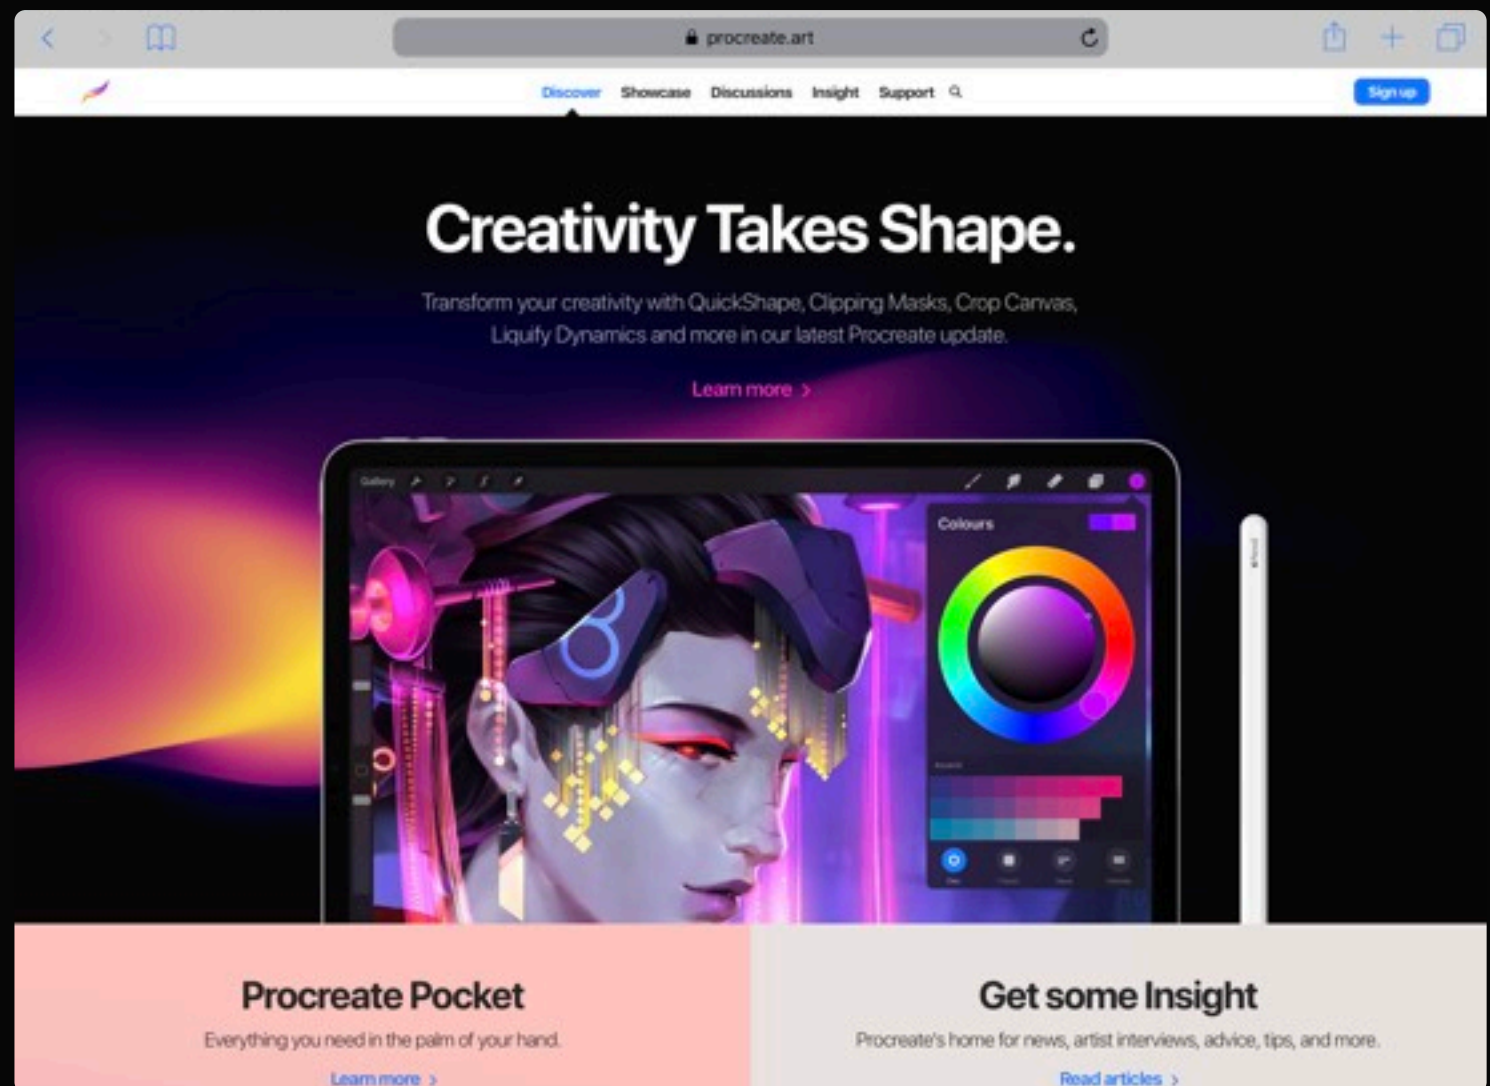 procreate.art
Discover Showcase Discussions Insight Support
Sign up
Creativity Takes Shape.
Transform your creativity with QuickShape, Clipping Masks, Crop Canvas,
Liquify Dynamics and more in our latest Procreate update.
Learn more >
Gallery
Colours
Procreate Pocket
Everything you need in the palm of your hand.
Learn more >
Get some Insight
Procreate's home for news, artist interviews, advice, tips, and more.
Read articles >